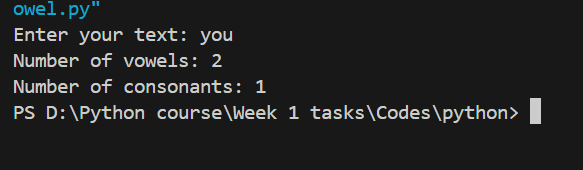 owel.py"
Enter your text: you
Number of vowels: 2
Number of consonants: 1
PS D:\Python course\Week 1 tasks\Codes\python>